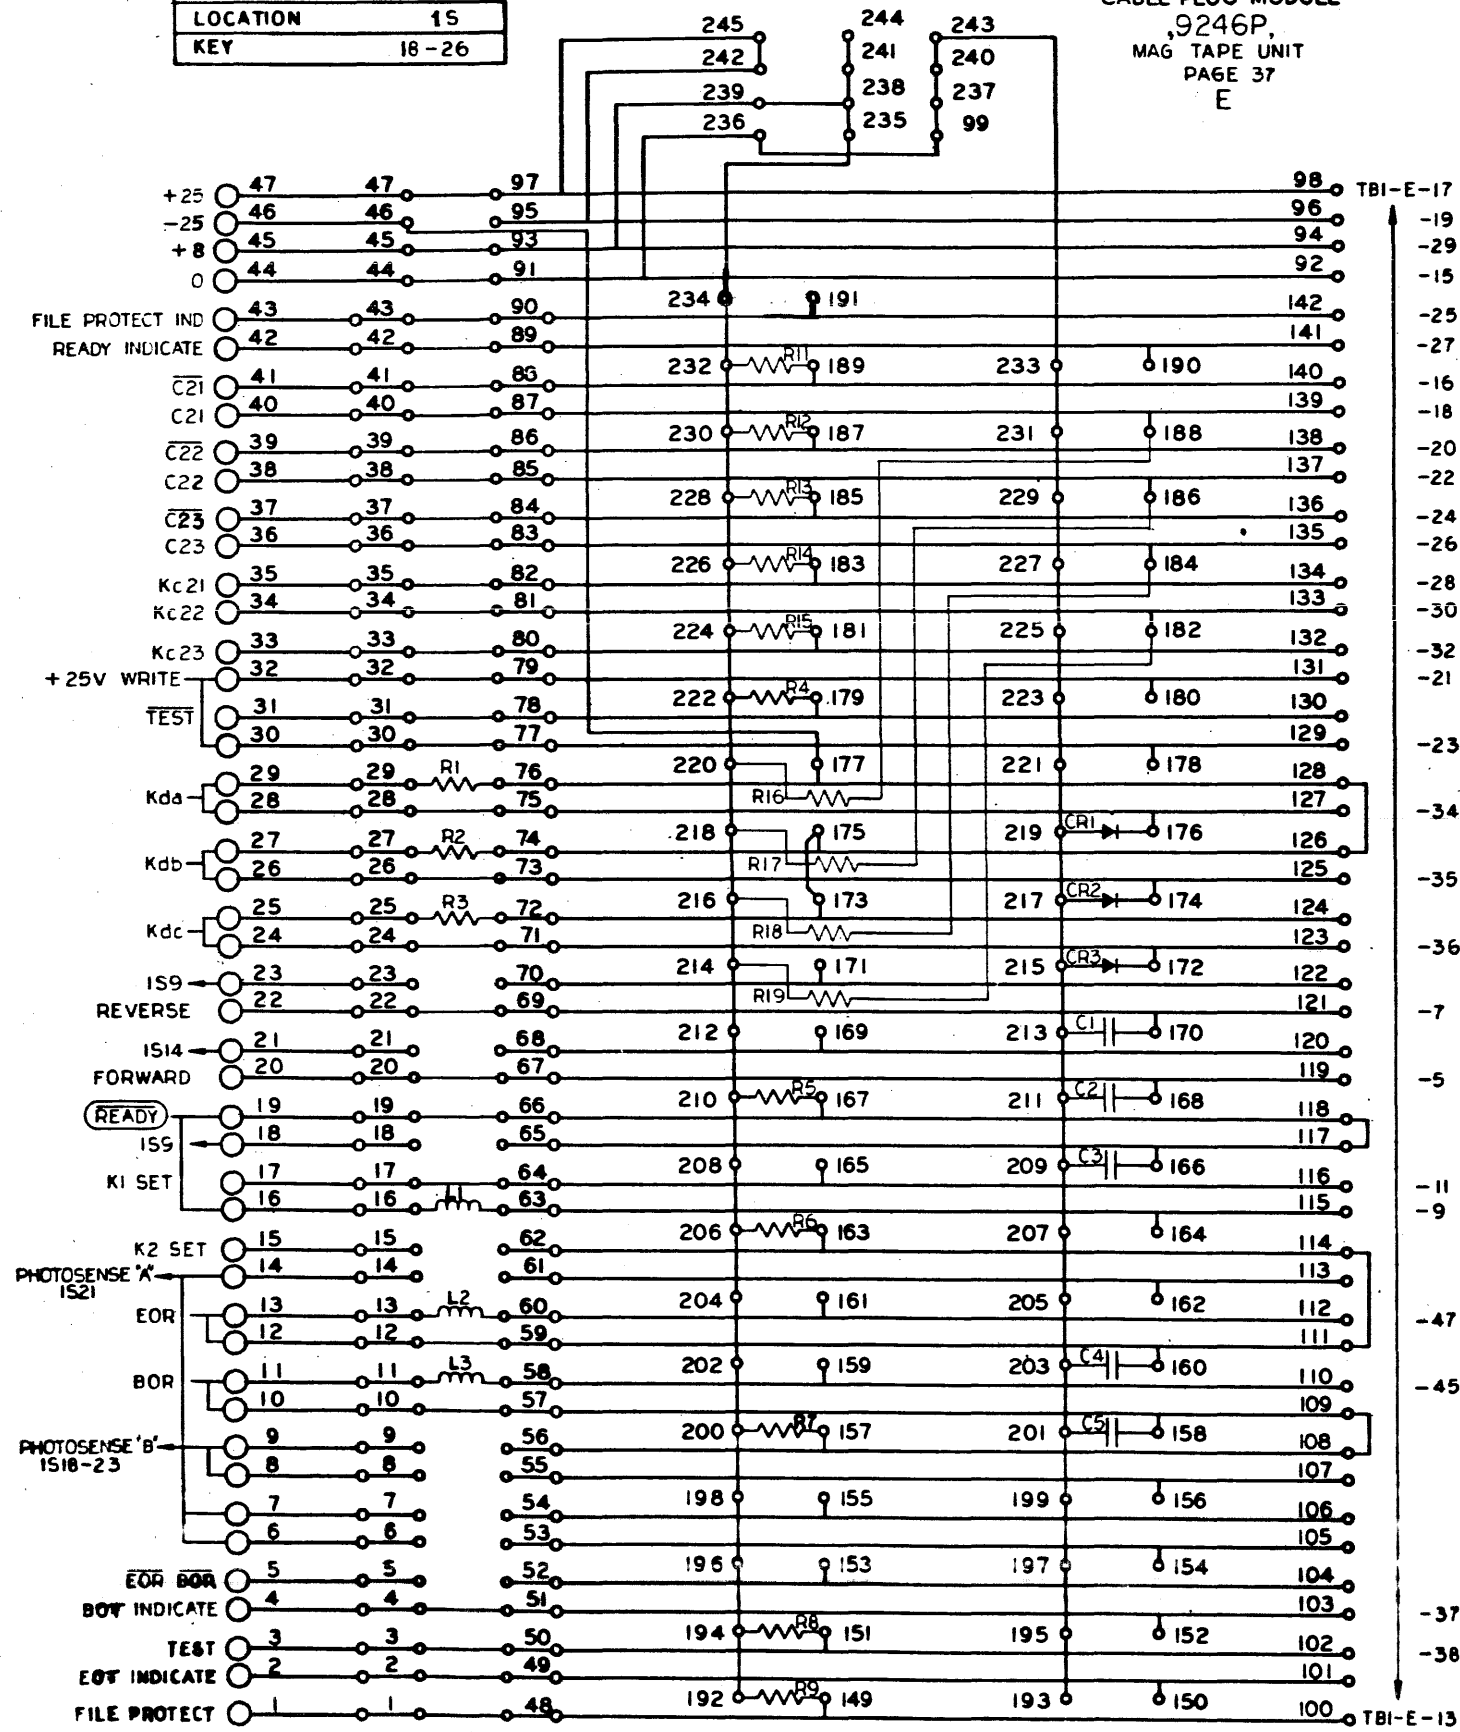 CABLE PLUG MODULE
LOCATION 1S
KEY 18-26
9246P,
MAG TAPE UNIT
PAGE 37
E
245 244 243
242 241 240
239 238 237
236 235 99
+25 47 47 97 98 TB1-E-17
-25 46 46 95 96 -19
+8 45 45 93 94 -29
0 44 44 91 92 -15
234 191
FILE PROTECT IND 43 43 90 142 -25
READY INDICATE 42 42 89 141 -27
232 R11 189 233 190
C21 41 41 140 -16
C21 40 40 87 139 -18
230 R12 187 231 188
C22 39 39 86 138 -20
C22 38 38 85 137 -22
228 R13 185 229 186
C23 37 37 84 136 -24
C23 36 36 83 135 -26
226 R14 183 227 184
Kc21 35 35 82 134 -28
Kc22 34 34 81 133 -30
224 R15 181 225 182
Kc23 33 33 80 132 -32
+25V WRITE 32 32 79 131 -21
222 R4 179 223 180
TEST 31 31 78 130
30 30 77 129 -23
220 177 221 178
29 29 R1 76 128
Kda R16
28 28 75 127 -34
218 175 219 CR1 176
27 27 R2 74 126
Kdb R17
26 26 73 125 -35
216 173 217 CR2 174
25 25 R3 72 124
Kdc R18
24 24 71 123 -36
214 171 215 CR3 172
1S9 23 23 70 122
R19
REVERSE 22 22 69 121 -7
212 169 213 C1 170
1S14 21 21 68 120
FORWARD 20 20 67 119 -5
210 R5 167 211 C2 168
READY 19 19 66 118
1S9 18 18 65 117
208 165 209 C3 166
K1 SET 17 17 64 116 -11
16 16 L1 63 115 -9
206 R6 163 207 164
K2 SET 15 15 62 114
PHOTOSENSE "A" 14 14 61 113
1S21
204 161 205 162
EOR 13 13 L2 60 112 -47
12 12 59 111
202 159 203 C4 160
BOR 11 11 L3 58 110 -45
10 10 57 109
200 R7 157 201 C5 158
PHOTOSENSE "B" 9 9 56 108
1S18-23
8 8 55 107
198 155 199 156
7 7 54 106
6 6 53 105
196 153 197 154
EOR BOR 5 5 52 104
BOT INDICATE 4 4 51 103 -37
194 R8 151 195 152
TEST 3 3 50 102 -38
EOT INDICATE 2 2 49 101
192 R9 149 193 150
FILE PROTECT 1 1 48 100 TB1-E-13